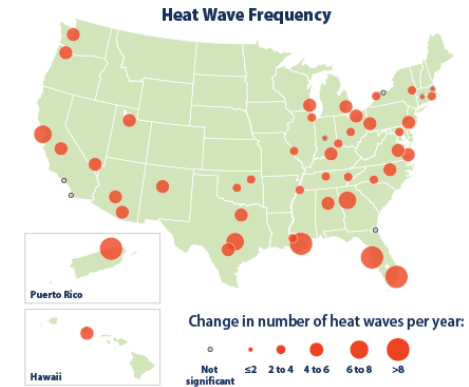 Heat Wave Frequency
Puerto Rico
Hawaii
Change in number of heat waves per year:
Not
significant
≤2
2 to 4
4 to 6
6 to 8
>8